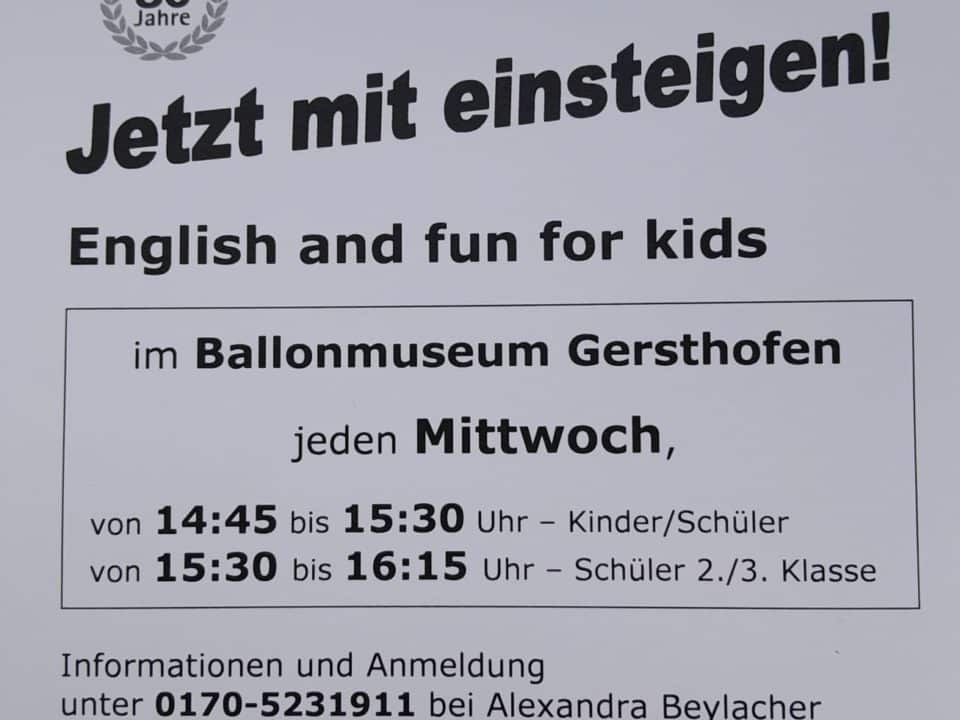 Jahre
Jetzt mit einsteigen!
English and fun for kids
im Ballonmuseum Gersthofen
jeden Mittwoch,
von 14:45 bis 15:30 Uhr – Kinder/Schüler
von 15:30 bis 16:15 Uhr – Schüler 2./3. Klasse
Informationen und Anmeldung
unter 0170-5231911 bei Alexandra Beylacher